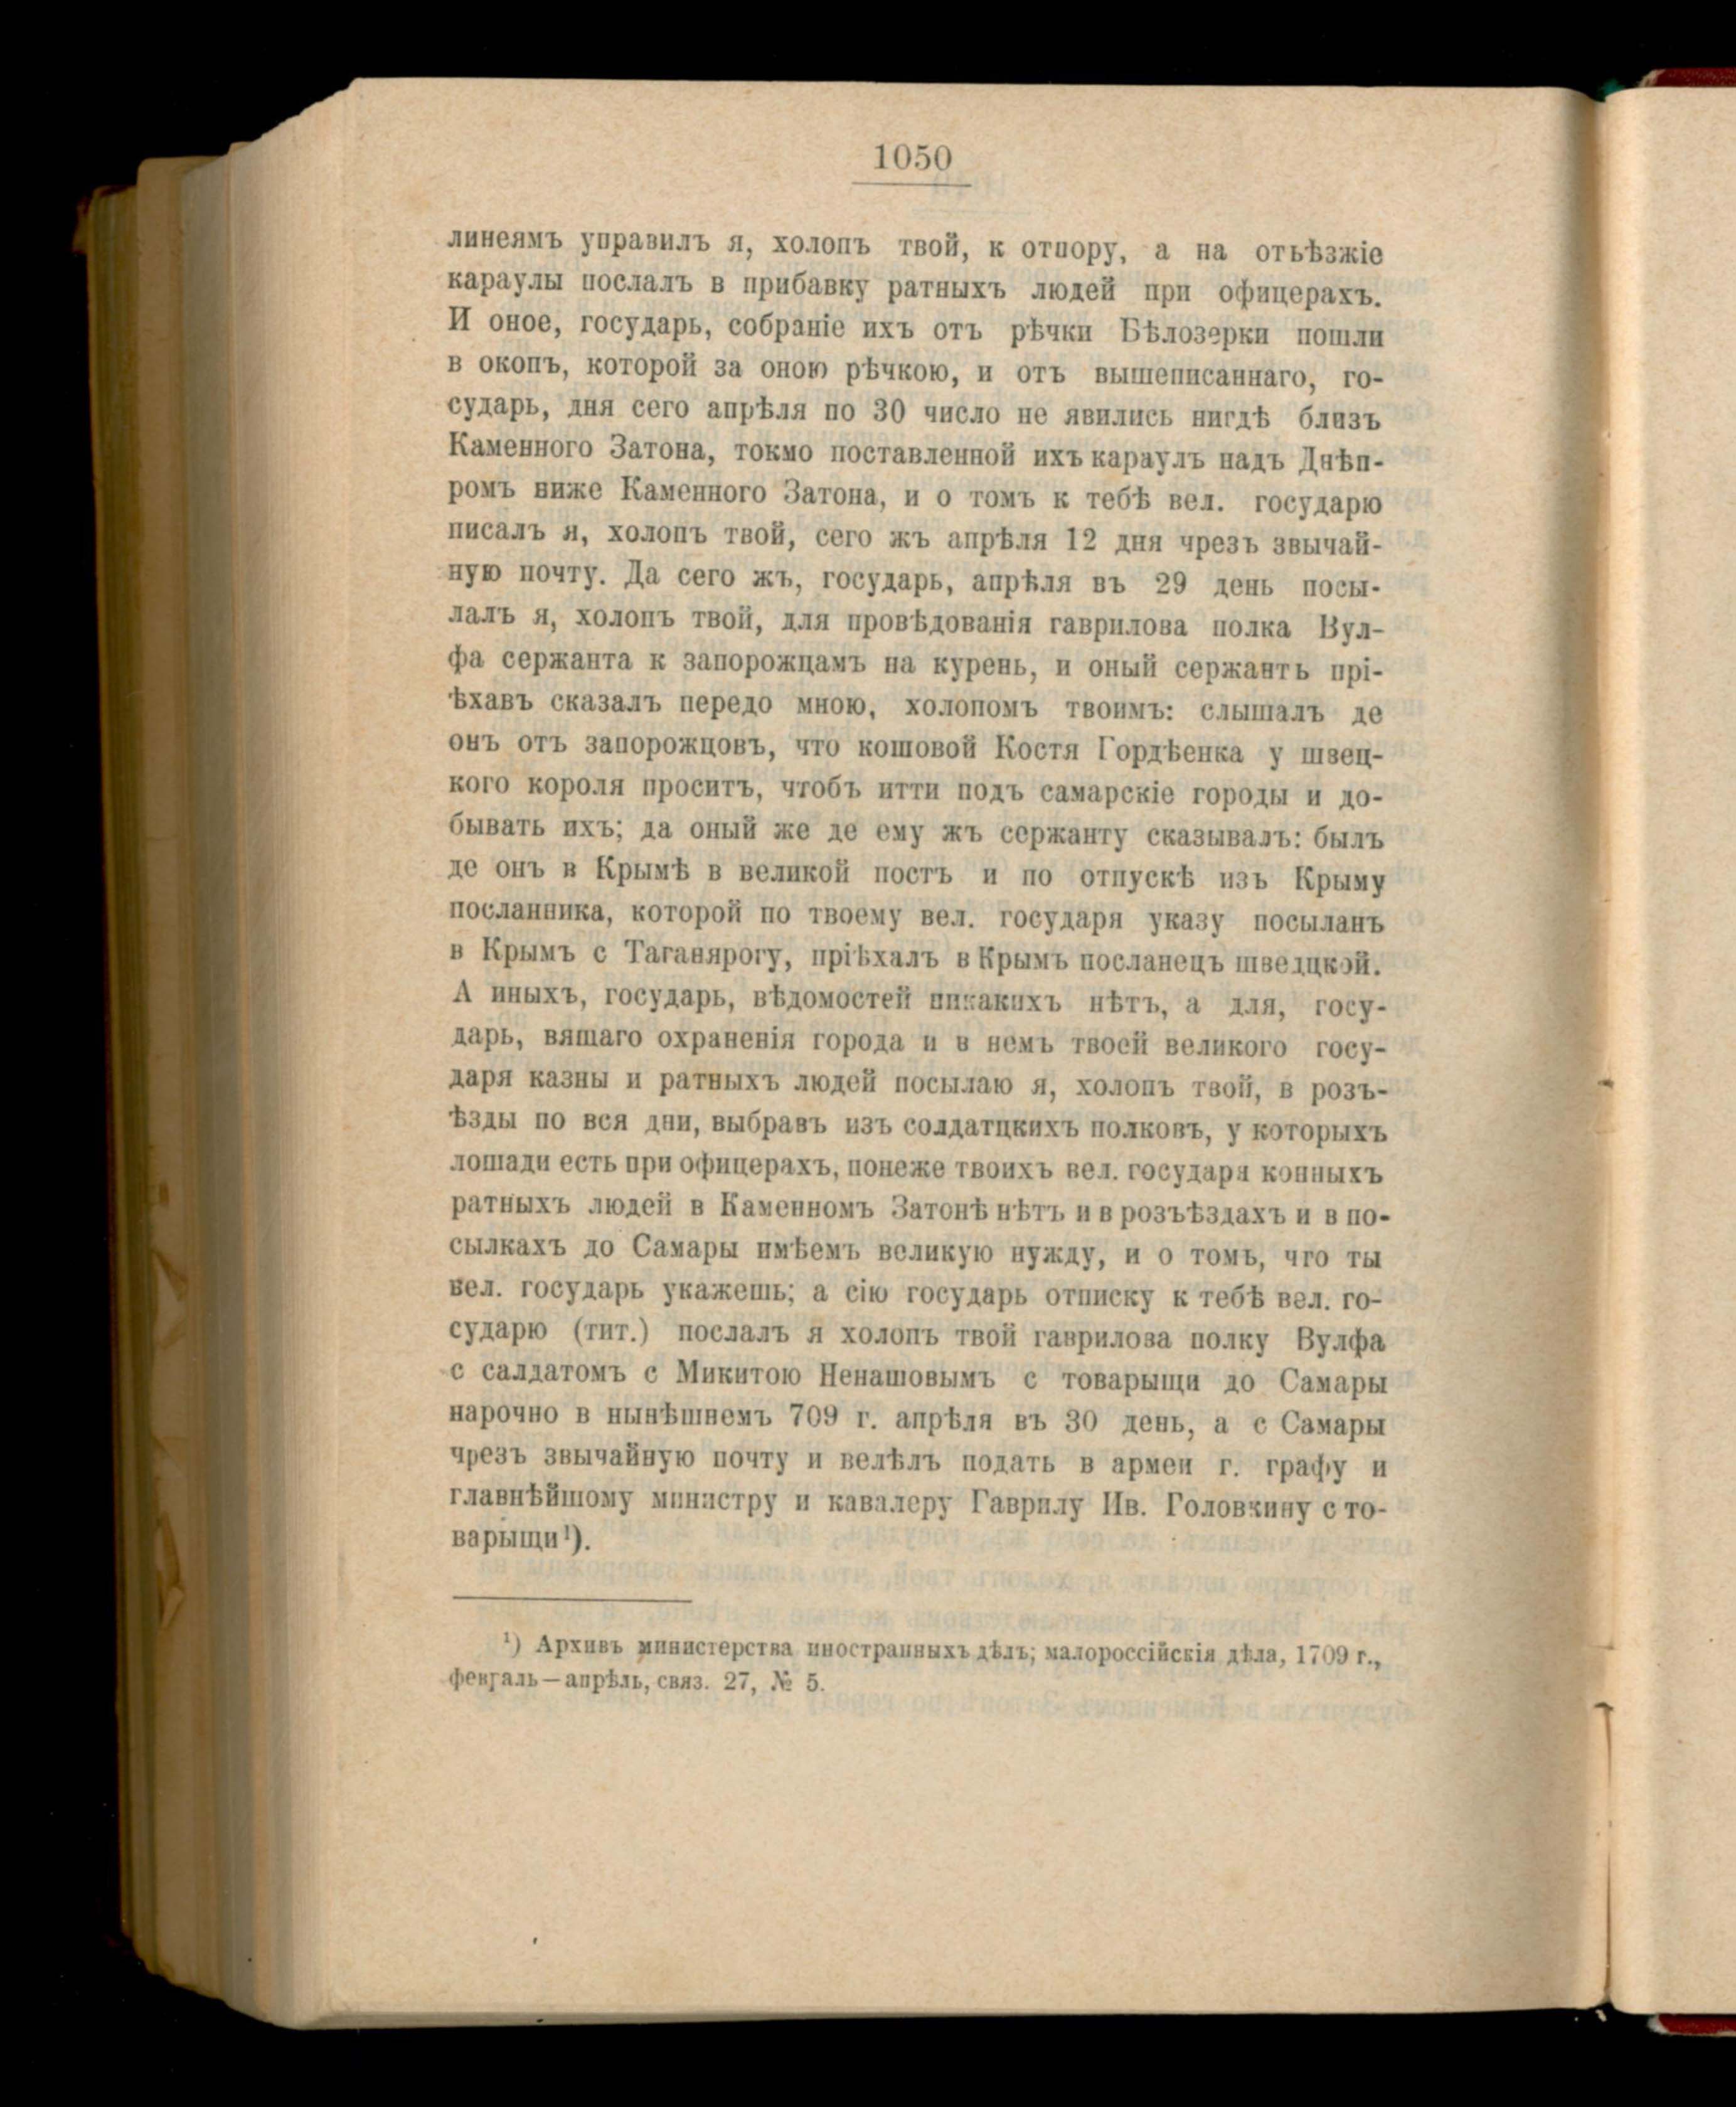 1050
линеямъ управилъ я, холопъ твой, к отпору, а на отъѣзжіе
караулы послалъ в прибавку ратныхъ людей при офицерахъ.
И оное, государь, собраніе ихъ отъ рѣчки Бѣлозерки пошли
в окопъ, которой за оною рѣчкою, и отъ вышеписаннаго, го-
сударь, дня сего апрѣля по 30 число не явились нигдѣ близъ
Каменного Затона, токмо поставленной ихъ караулъ надъ Днѣп-
ромъ ниже Каменного Затона, и о томъ к тебѣ вел. государю
писалъ я, холопъ твой, сего жъ апрѣля 12 дня чрезъ звычай-
ную почту. Да сего жъ, государь, апрѣля въ 29 день посы-
лалъ я, холопъ твой, для провѣдованія гаврилова полка Вул-
фа сержанта к запорожцамъ на курень, и оный сержантъ прі-
ѣхавъ сказалъ передо мною, холопомъ твоимъ: слышалъ де
онъ отъ запорожцовъ, что кошовой Костя Гордѣенка у швец-
кого короля проситъ, чтобъ итти подъ самарскіе городы и до-
бывать ихъ; да оный же де ему жъ сержанту сказывалъ: былъ
де онъ в Крымѣ в великой постъ и по отпускѣ изъ Крыму
посланника, которой по твоему вел. государя указу посыланъ
в Крымъ с Таганярогу, пріѣхалъ в Крымъ посланецъ шведцкой.
А иныхъ, государь, вѣдомостей никакихъ нѣтъ, а для, госу-
дарь, вящаго охраненія города и в немъ твоей великого госу-
даря казны и ратныхъ людей посылаю я, холопъ твой, в розъ-
ѣзды по вся дни, выбравъ изъ солдатцкихъ полковъ, у которыхъ
лошади есть при офицерахъ, понеже твоихъ вел. государя конныхъ
ратныхъ людей в Каменномъ Затонѣ нѣтъ и в розъѣздахъ и в по-
сылкахъ до Самары имѣемъ великую нужду, и о томъ, что ты
вел. государь укажешь; а сію государь отписку к тебѣ вел. го-
сударю (тит.) послалъ я холопъ твой гаврилова полку Вулфа
с салдатомъ с Микитою Ненашовымъ с товарыщи до Самары
нарочно в нынѣшнемъ 709 г. апрѣля въ 30 день, а с Самары
чрезъ звычайную почту и велѣлъ подать в армеи г. графу и
главнѣйшому министру и кавалеру Гаврилу Ив. Головкину с то-
варыщи¹).
¹) Архивъ министерства иностранныхъ дѣлъ; малороссійскія дѣла, 1709 г.,
февраль—апрѣль, связ. 27, № 5.